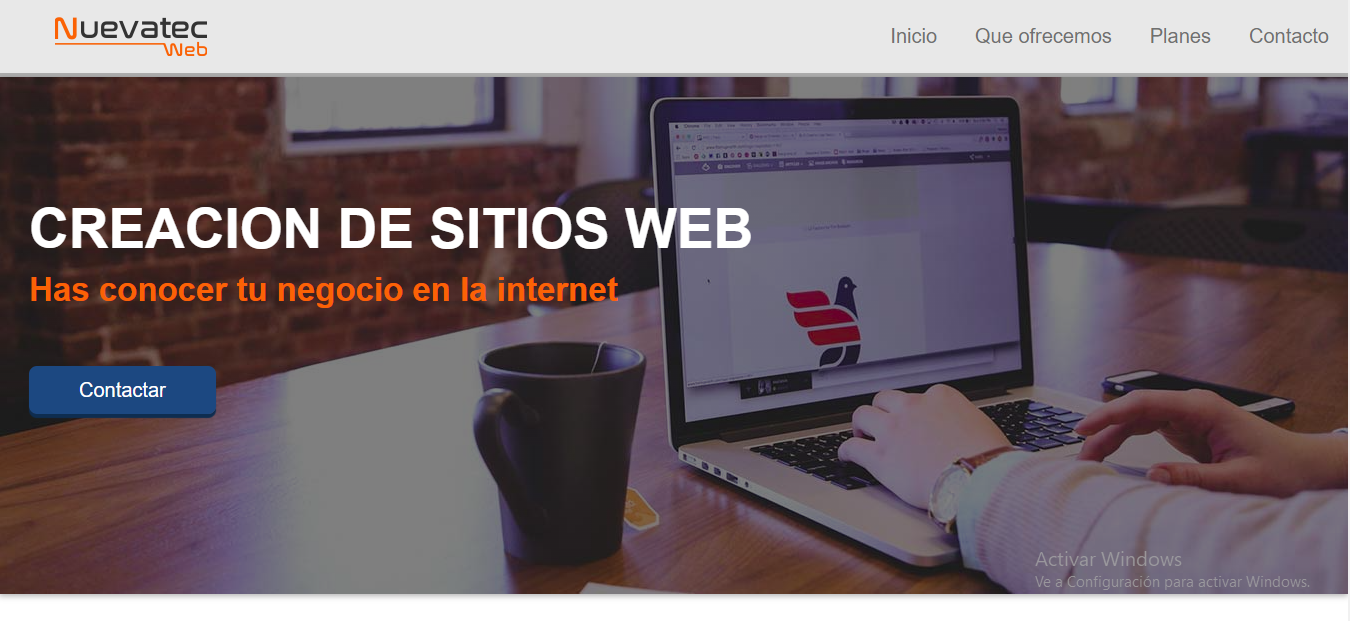 Nuevatec
Web
Inicio Que ofrecemos Planes Contacto
CREACION DE SITIOS WEB
Has conocer tu negocio en la internet
Contactar
Activar Windows
Ve a Configuración para activar Windows.